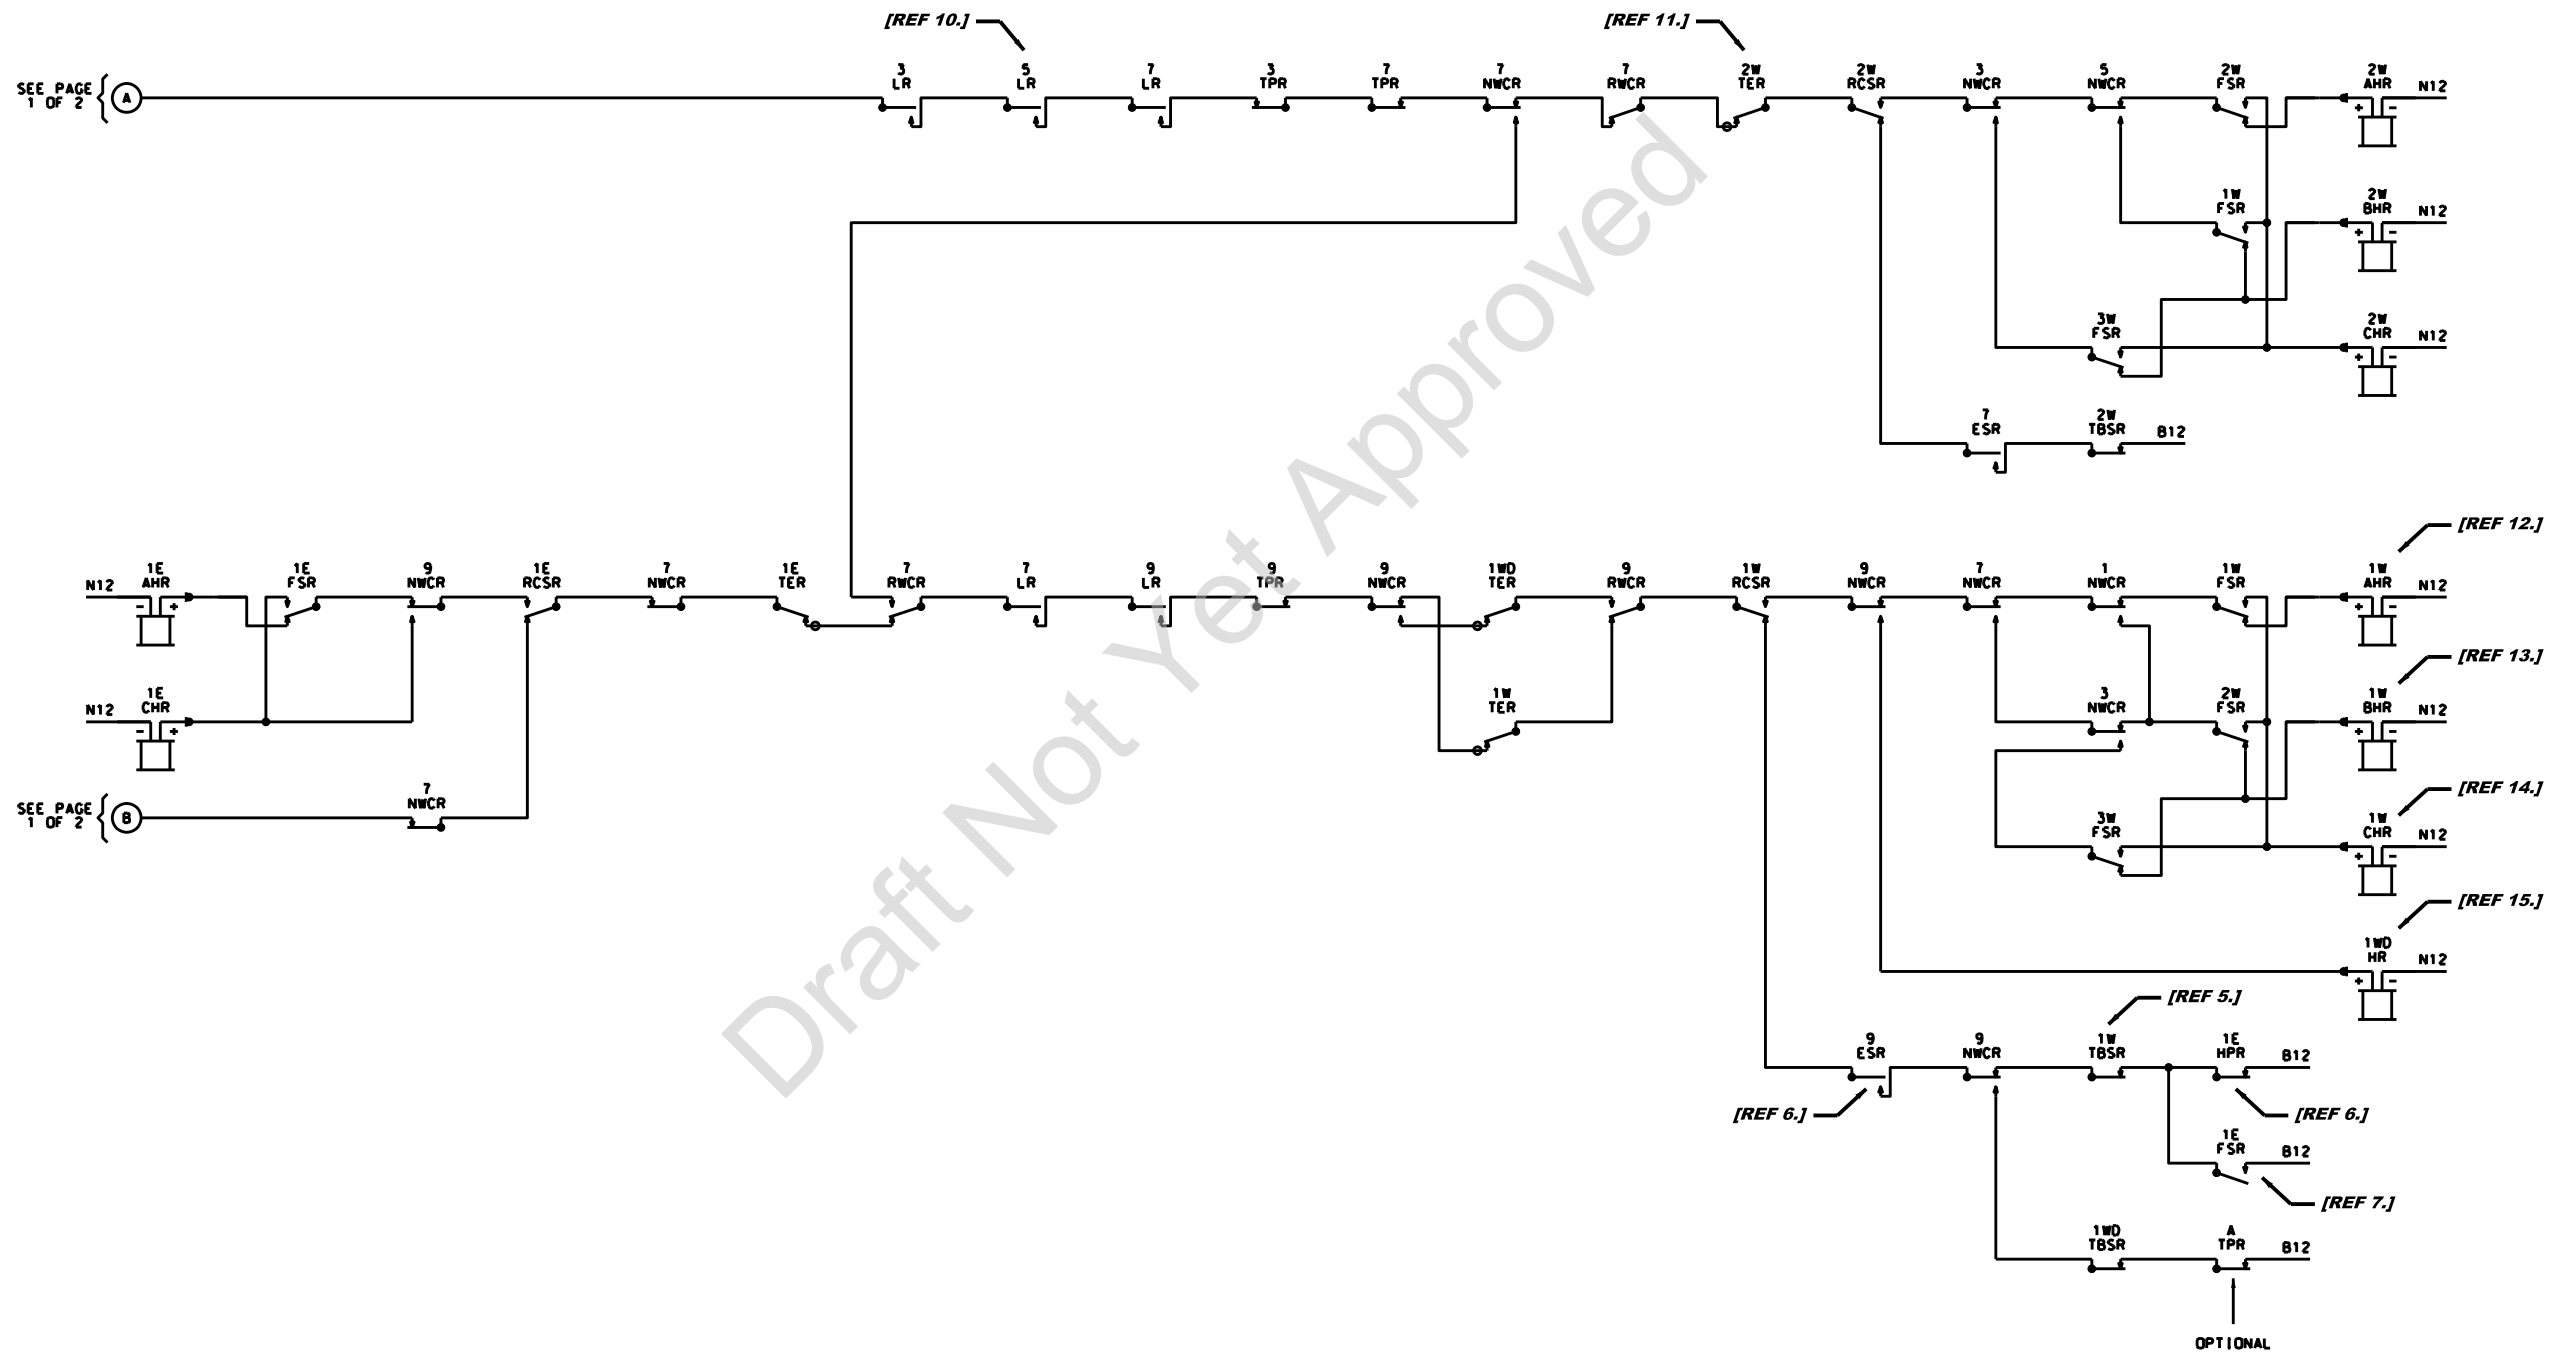 [REF 10.]
[REF 11.]
SEE PAGE
1 OF 2
A
3
LR
5
LR
7
LR
3
TPR
7
TPR
7
NWCR
7
RWCR
2W
TER
2W
RCSR
3
NWCR
5
NWCR
2W
FSR
2W
AHR
N12
+ -
1W
FSR
2W
BHR
N12
+ -
3W
FSR
2W
CHR
N12
+ -
7
ESR
2W
TBSR
B12
[REF 12.]
N12
1E
AHR
- +
1E
FSR
9
NWCR
1E
RCSR
7
NWCR
1E
TER
7
RWCR
7
LR
9
LR
9
TPR
9
NWCR
1WD
TER
9
RWCR
1W
RCSR
9
NWCR
7
NWCR
1
NWCR
1W
FSR
1W
AHR
N12
+ -
[REF 13.]
N12
1E
CHR
- +
1W
TER
3
NWCR
2W
FSR
1W
BHR
N12
+ -
[REF 14.]
SEE PAGE
1 OF 2
B
7
NWCR
3W
FSR
1W
CHR
N12
+ -
[REF 15.]
1WD
HR
N12
+ -
[REF 5.]
9
ESR
9
NWCR
1W
TBSR
1E
HPR
B12
[REF 6.]
[REF 6.]
1E
FSR
B12
[REF 7.]
1WD
TBSR
A
TPR
B12
OPTIONAL
Draft Not Yet Approved